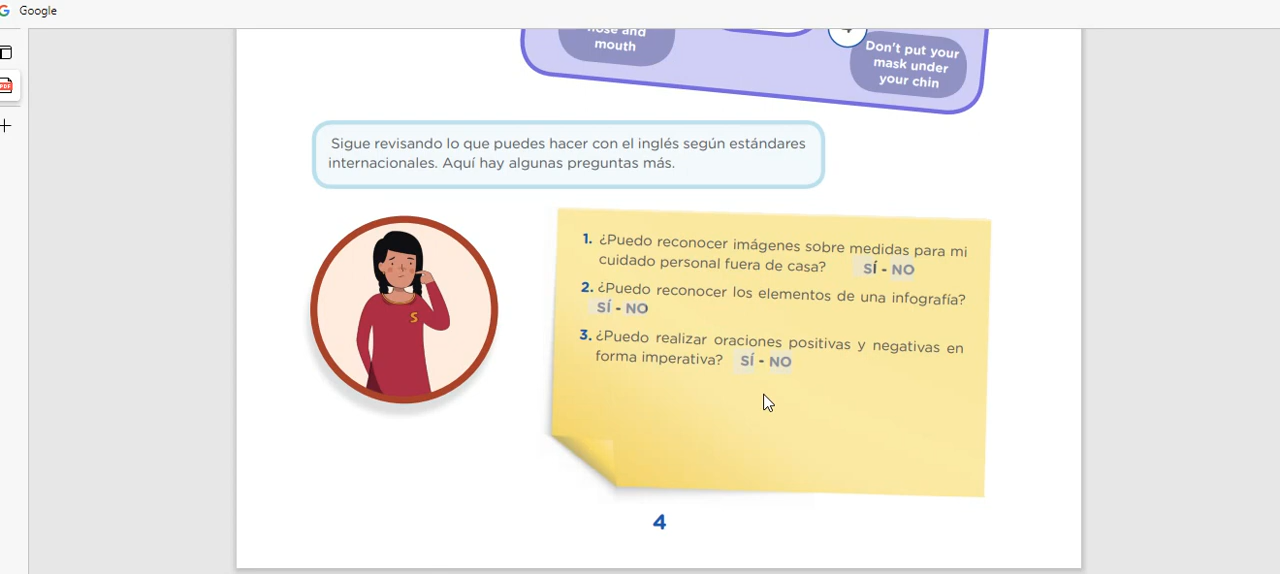 Google
PDF
nose and
mouth
Don't put your
mask under
your chin
Sigue revisando lo que puedes hacer con el inglés según estándares
internacionales. Aquí hay algunas preguntas más.
1. ¿Puedo reconocer imágenes sobre medidas para mi
cuidado personal fuera de casa? SÍ - NO
2. ¿Puedo reconocer los elementos de una infografía?
SÍ - NO
3. ¿Puedo realizar oraciones positivas y negativas en
forma imperativa? SÍ - NO
S
4